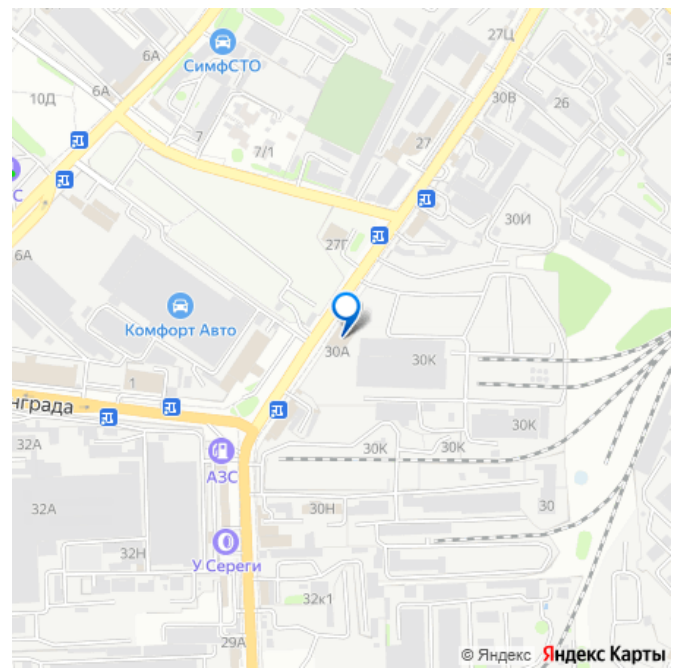 27Ц
6А
СимфСТО
6А
10Д
30В
26
7
27
7/1
С
30И
27Г
6А
Комфорт Авто
30А
30К
1
нграда
30К
32А
30К
30К
АЗС
32А
30Н
30
32Н
У Сереги
32к1
29А
© Яндекс Яндекс Карты